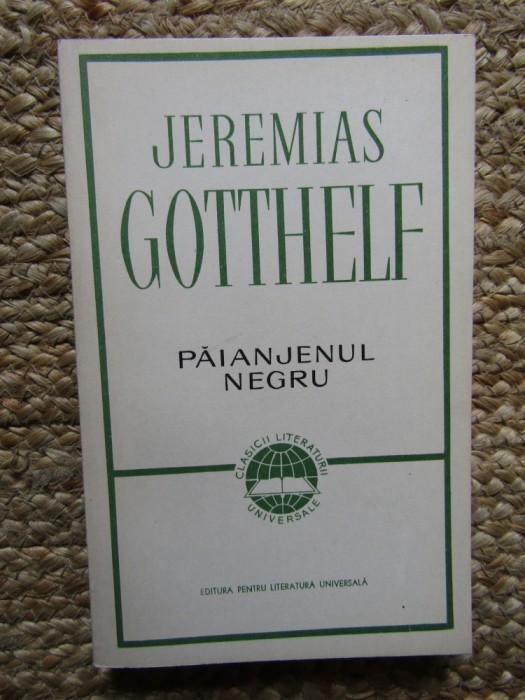 JEREMIAS
GOTTHELF
PĂIANJENUL
NEGRU
CLASICII LITERATURII
UNIVERSALE
EDITURA PENTRU LITERATURA UNIVERSALĂ